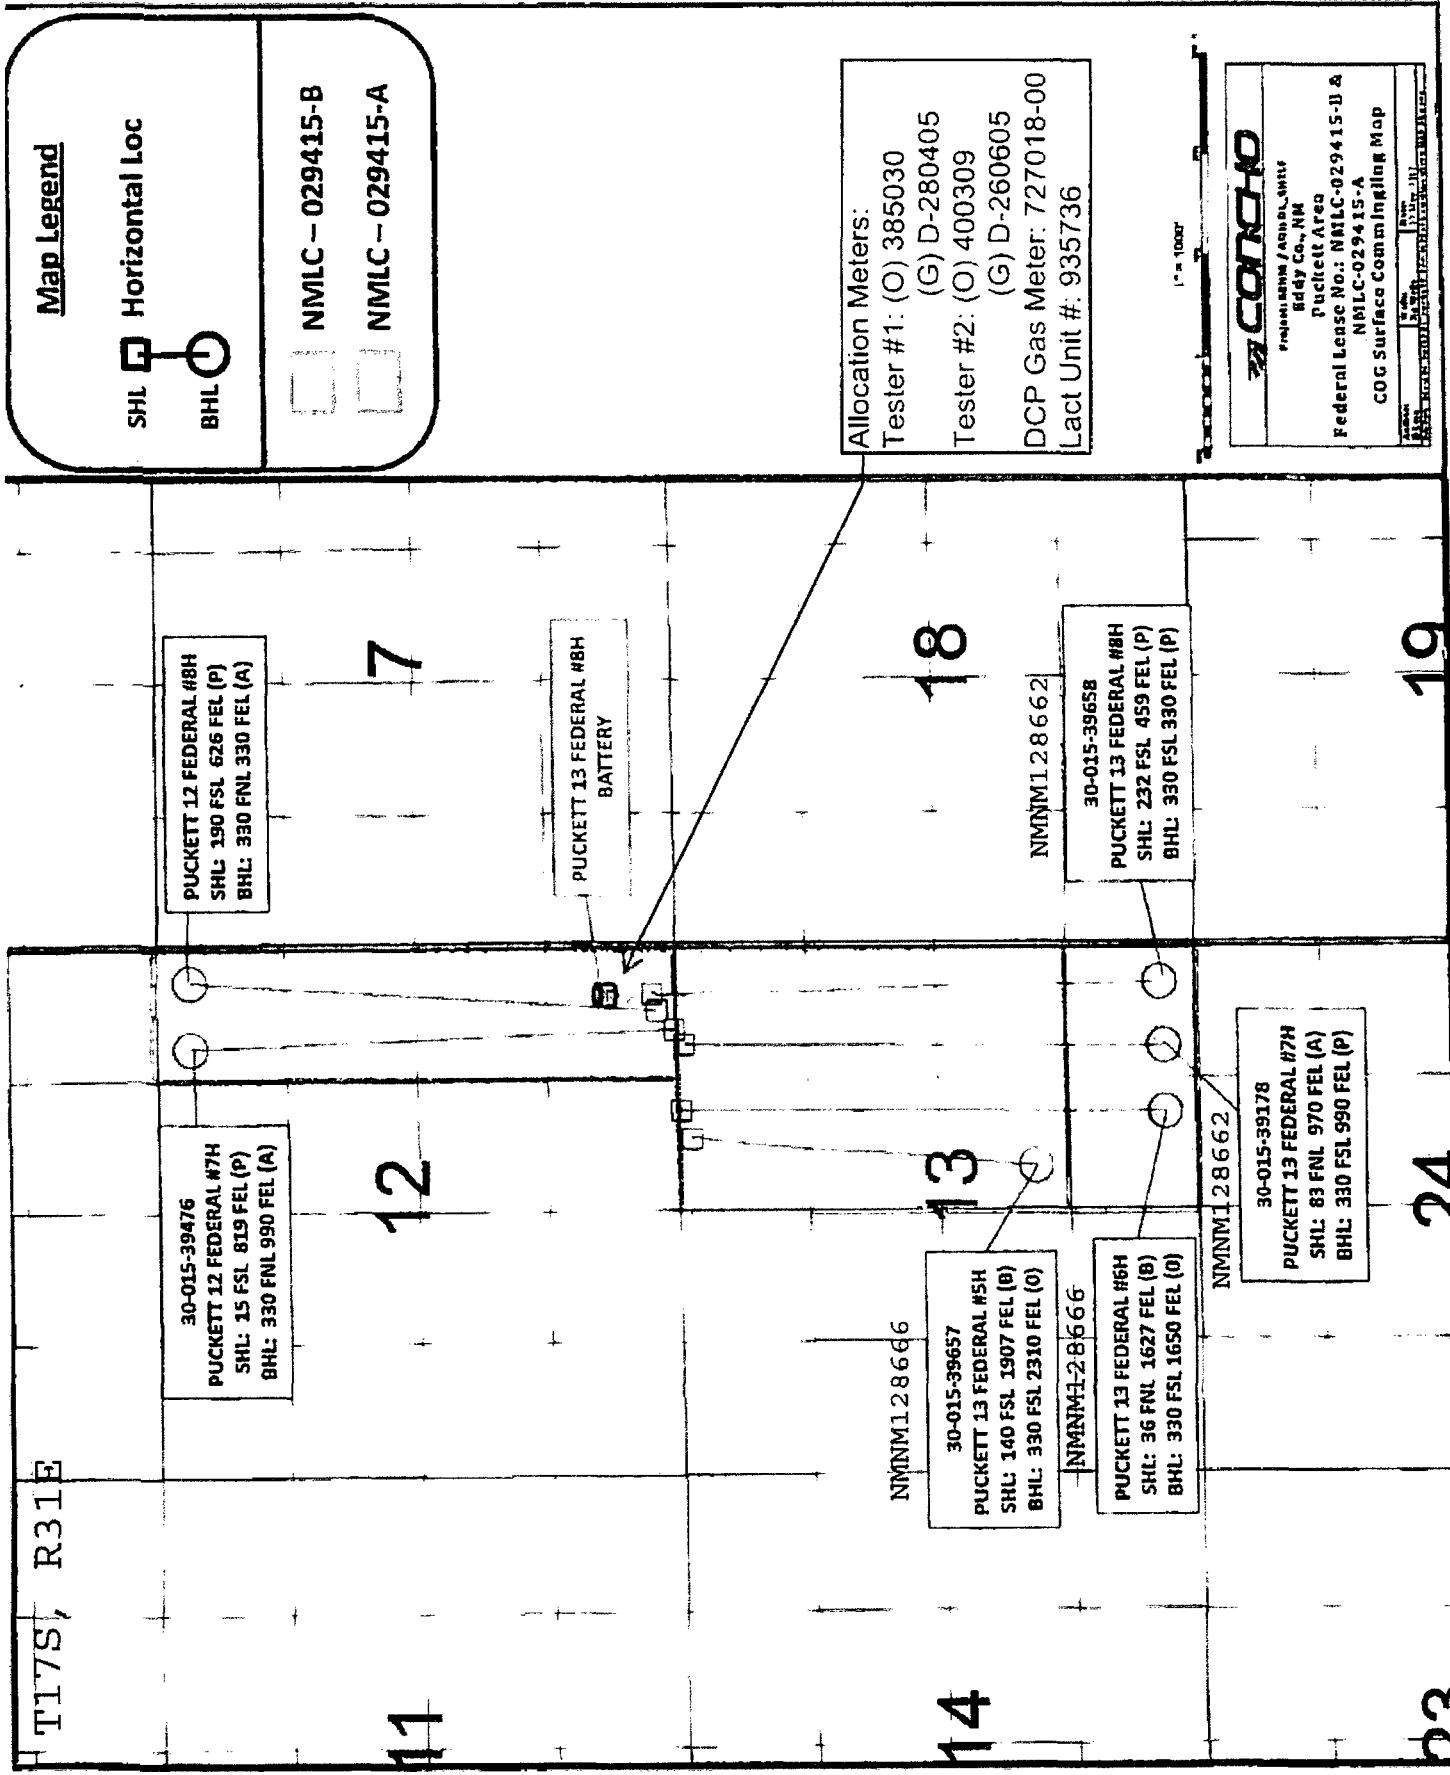 T17S, R31E
11
12
7
14
13
18
23
24
19
30-015-39476
PUCKETT 12 FEDERAL #7H
SHL: 15 FSL 819 FEL (P)
BHL: 330 FNL 990 FEL (A)
PUCKETT 12 FEDERAL #8H
SHL: 190 FSL 626 FEL (P)
BHL: 330 FNL 330 FEL (A)
PUCKETT 13 FEDERAL #8H
BATTERY
NMNM128666
30-015-39657
PUCKETT 13 FEDERAL #5H
SHL: 140 FSL 1907 FEL (B)
BHL: 330 FSL 2310 FEL (O)
NMNM128666
PUCKETT 13 FEDERAL #6H
SHL: 36 FNL 1627 FEL (B)
BHL: 330 FSL 1650 FEL (O)
NMNM128662
30-015-39178
PUCKETT 13 FEDERAL #7H
SHL: 83 FNL 970 FEL (A)
BHL: 330 FSL 990 FEL (P)
NMNM128662
30-015-39658
PUCKETT 13 FEDERAL #8H
SHL: 232 FSL 459 FEL (P)
BHL: 330 FSL 330 FEL (P)
Map Legend
SHL Horizontal Loc
BHL
NMLC – 029415-B
NMLC – 029415-A
Allocation Meters:
Tester #1: (O) 385030
(G) D-280405
Tester #2: (O) 400309
(G) D-260605
DCP Gas Meter: 727018-00
Lact Unit #: 935736
1" = 1000'
CONCHO
Eddy Co., NM
Puckett Area
Federal Lense No.: NMLC-029415-B &
NMLC-029415-A
COG Surface Commingling Map